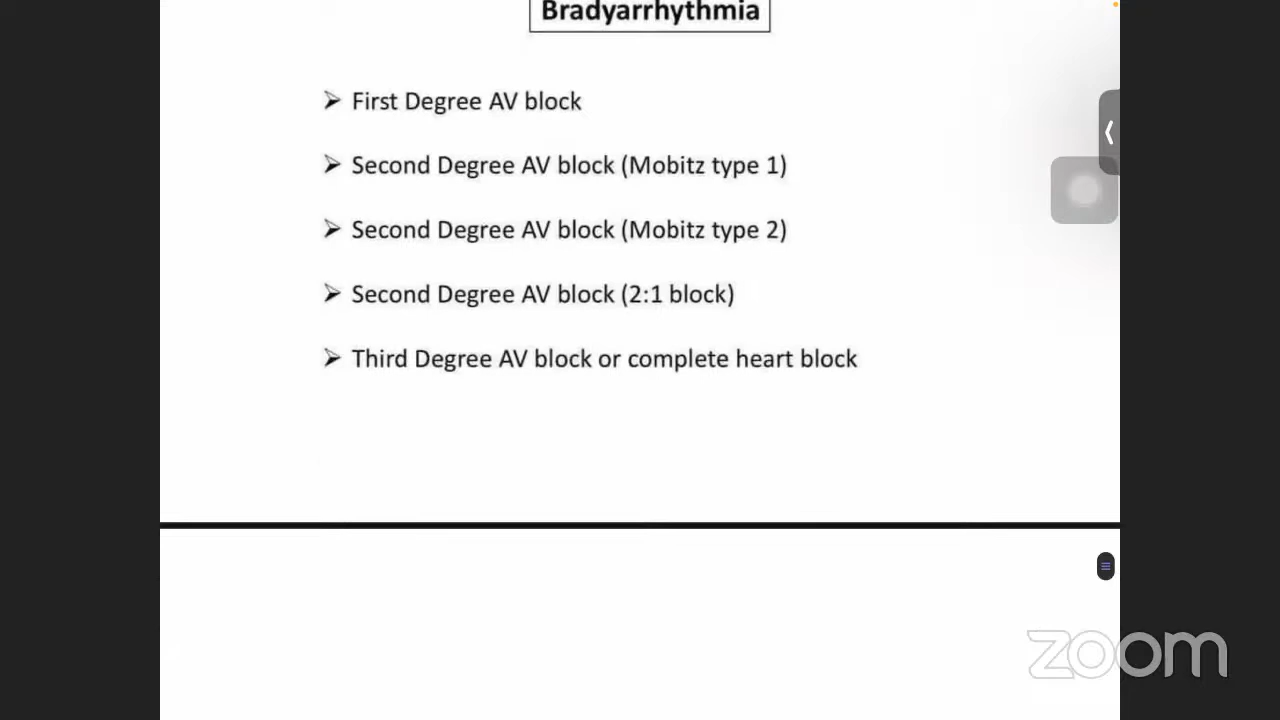 Bradyarrhythmia
➢ First Degree AV block
➢ Second Degree AV block (Mobitz type 1)
➢ Second Degree AV block (Mobitz type 2)
➢ Second Degree AV block (2:1 block)
➢ Third Degree AV block or complete heart block
zoom